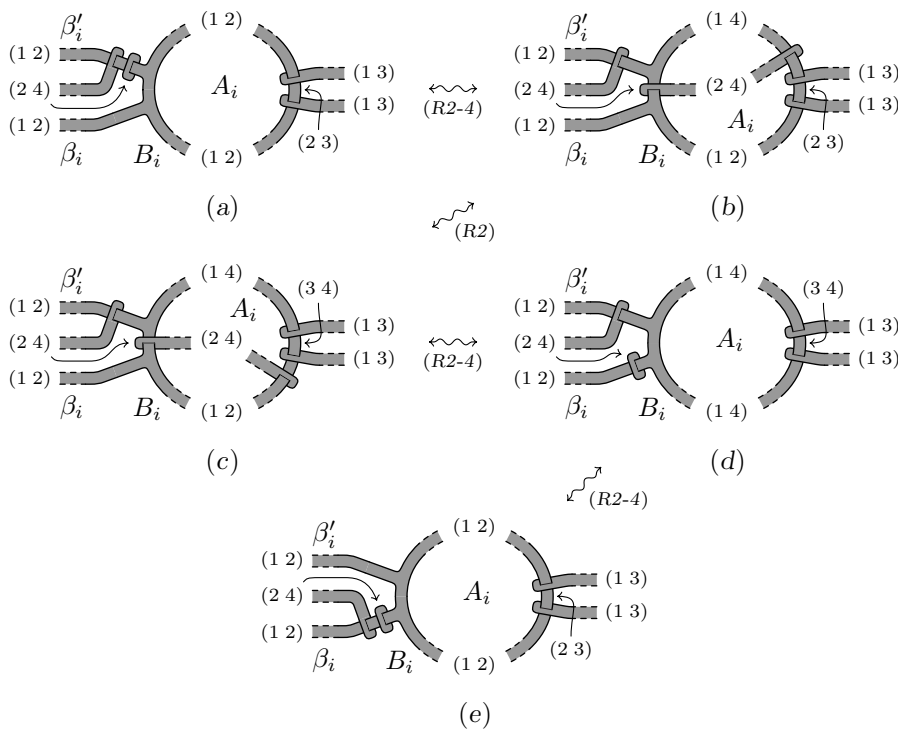 β′ᵢ (1 2) β′ᵢ (1 4)
(1 2) Aᵢ (1 2)
(2 4) (1 3) (2 4) (2 4) (1 3)
(R2-4)
(1 3) Aᵢ (1 3)
(1 2) (1 2)
βᵢ Bᵢ (1 2) (2 3) βᵢ Bᵢ (1 2) (2 3)
(a) (b)
(R2)
β′ᵢ (1 4) β′ᵢ (1 4)
(1 2) Aᵢ (3 4) (1 2) (3 4)
(2 4) (2 4) (1 3) (2 4) Aᵢ (1 3)
(R2-4)
(1 3) (1 3)
(1 2) (1 2)
βᵢ Bᵢ (1 2) βᵢ Bᵢ (1 4)
(c) (d)
(R2-4)
β′ᵢ (1 2)
(1 2)
(2 4) Aᵢ (1 3)
(1 3)
(1 2)
βᵢ Bᵢ (1 2) (2 3)
(e)